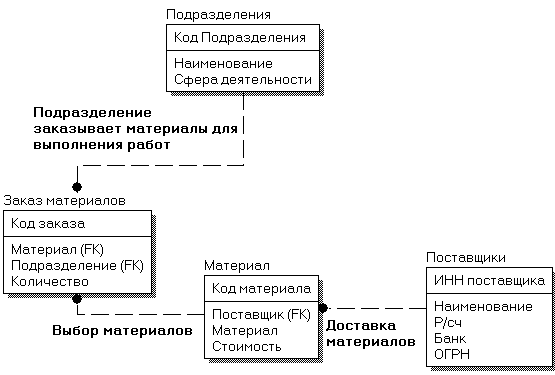 Подразделения
Код Подразделения
Наименование
Сфера деятельности
Подразделение
заказывает материалы для
выполнения работ
Заказ материалов
Код заказа
Материал (FK)
Подразделение (FK)
Количество
Выбор материалов
Материал
Код материала
Поставщик (FK)
Материал
Стоимость
Доставка
материалов
Поставщики
ИНН поставщика
Наименование
Р/сч
Банк
ОГРН